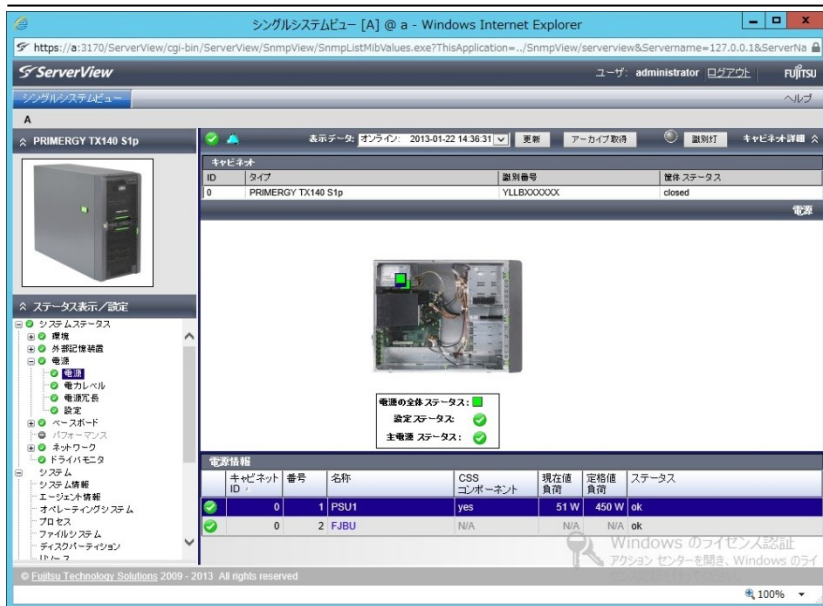 シングルシステムビュー [A] @ a - Windows Internet Explorer
https://a:3170/ServerView/cgi-bin/ServerView/SnmpView/SnmpListMibValues.exe?ThisApplication=../SnmpView/serverview&Servername=127.0.0.1&ServerNa
ServerView
ユーザ: administrator ログアウト FUJITSU
シングルシステムビュー ヘルプ
A
PRIMERGY TX140 S1p
表示データ: オンライン: 2013-01-22 14:36:31 更新 アーカイブ取得 識別灯 キャビネット詳細
キャビネット
ID タイプ 識別番号 筐体ステータス
0 PRIMERGY TX140 S1p YLLBXXXXXX closed
電源
ステータス表示/設定
システムステータス
環境
外部記憶装置
電源
電源
電力レベル
電源冗長
設定
ベースボード
パフォーマンス
ネットワーク
ドライバモニタ
システム
システム情報
エージェント情報
オペレーティングシステム
プロセス
ファイルシステム
ディスクパーティション
リソース
電源の全体ステータス:
設定ステータス:
主電源 ステータス:
電源情報
キャビネット ID 番号 名称 CSS コンポーネント 現在値 負荷 定格値 負荷 ステータス
0 1 PSU1 yes 51 W 450 W ok
0 2 FJBU N/A N/A N/A ok
Windows のライセンス認証
アクション センターを開き、Windows のライ
© Fujitsu Technology Solutions 2009 - 2013 All rights reserved
100%